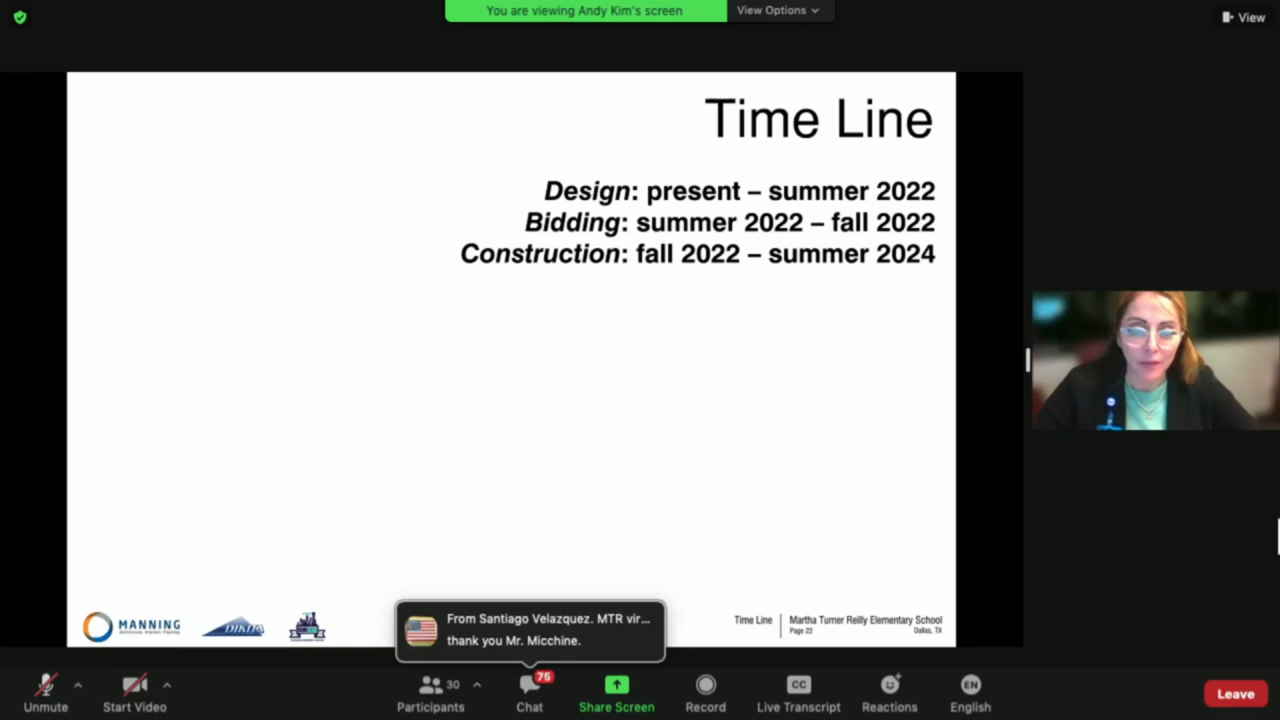 You are viewing Andy Kim's screen
View Options
View
Time Line
Design: present – summer 2022
Bidding: summer 2022 – fall 2022
Construction: fall 2022 – summer 2024
MANNING
DIKITA
Time Line
Page 22
Martha Turner Reilly Elementary School
Dallas, TX
From Santiago Velazquez. MTR vir...
thank you Mr. Micchine.
Unmute
Start Video
30
Participants
76
Chat
Share Screen
Record
CC
Live Transcript
Reactions
EN
English
Leave